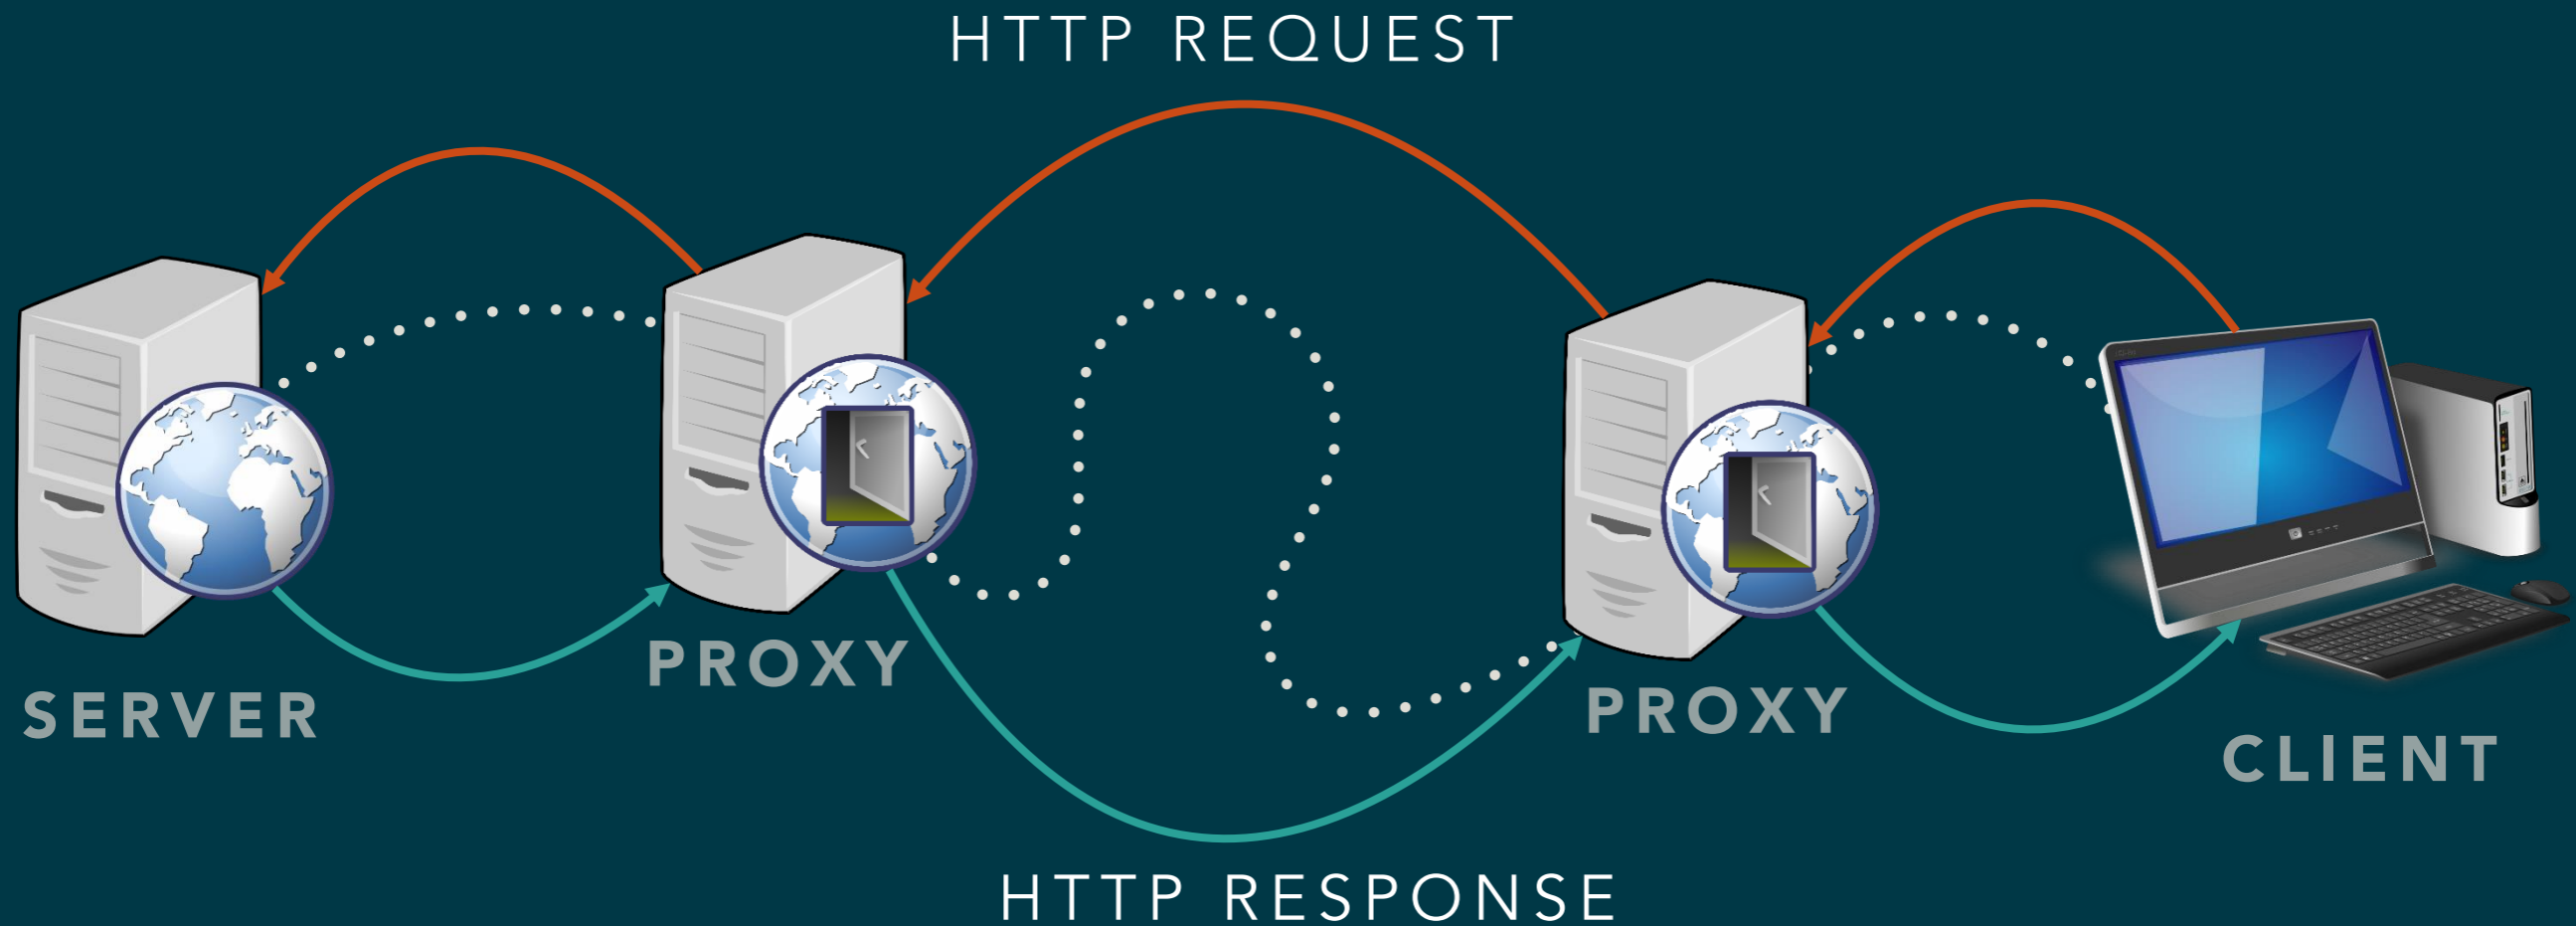 HTTP REQUEST
PROXY
PROXY
SERVER
CLIENT
HTTP RESPONSE